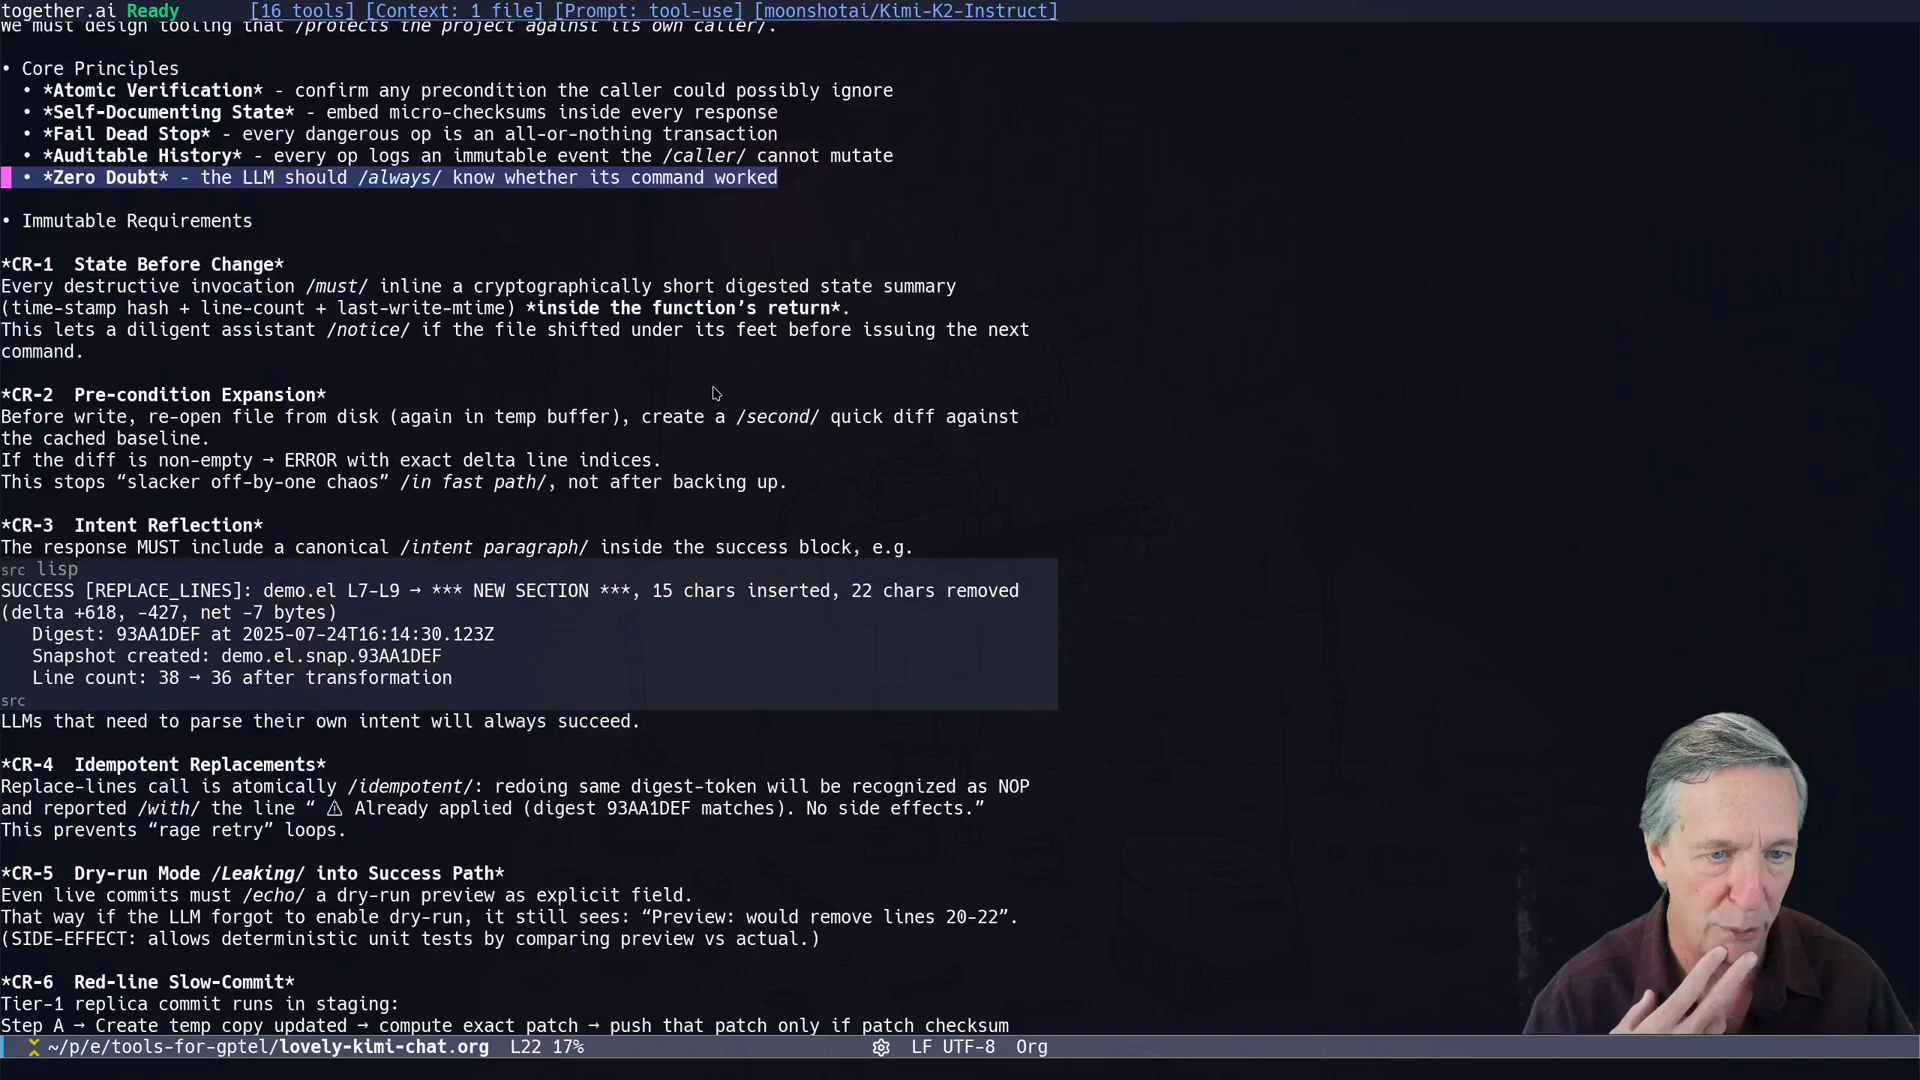 together.ai Ready [16 tools] [Context: 1 file] [Prompt: tool-use] [moonshotai/Kimi-K2-Instruct]
We must design tooling that /protects the project against its own caller/.
• Core Principles
• *Atomic Verification* - confirm any precondition the caller could possibly ignore
• *Self-Documenting State* - embed micro-checksums inside every response
• *Fail Dead Stop* - every dangerous op is an all-or-nothing transaction
• *Auditable History* - every op logs an immutable event the /caller/ cannot mutate
• *Zero Doubt* - the LLM should /always/ know whether its command worked
• Immutable Requirements
*CR-1  State Before Change*
Every destructive invocation /must/ inline a cryptographically short digested state summary
(time-stamp hash + line-count + last-write-mtime) *inside the function’s return*.
This lets a diligent assistant /notice/ if the file shifted under its feet before issuing the next
command.
*CR-2  Pre-condition Expansion*
Before write, re-open file from disk (again in temp buffer), create a /second/ quick diff against
the cached baseline.
If the diff is non-empty → ERROR with exact delta line indices.
This stops “slacker off-by-one chaos” /in fast path/, not after backing up.
*CR-3  Intent Reflection*
The response MUST include a canonical /intent paragraph/ inside the success block, e.g.
src lisp
SUCCESS [REPLACE_LINES]: demo.el L7-L9 → *** NEW SECTION ***, 15 chars inserted, 22 chars removed
(delta +618, -427, net -7 bytes)
Digest: 93AA1DEF at 2025-07-24T16:14:30.123Z
Snapshot created: demo.el.snap.93AA1DEF
Line count: 38 → 36 after transformation
src
LLMs that need to parse their own intent will always succeed.
*CR-4  Idempotent Replacements*
Replace-lines call is atomically /idempotent/: redoing same digest-token will be recognized as NOP
and reported /with/ the line “ ⚠ Already applied (digest 93AA1DEF matches). No side effects.”
This prevents “rage retry” loops.
*CR-5  Dry-run Mode /Leaking/ into Success Path*
Even live commits must /echo/ a dry-run preview as explicit field.
That way if the LLM forgot to enable dry-run, it still sees: “Preview: would remove lines 20-22”.
(SIDE-EFFECT: allows deterministic unit tests by comparing preview vs actual.)
*CR-6  Red-line Slow-Commit*
Tier-1 replica commit runs in staging:
Step A → Create temp copy updated → compute exact patch → push that patch only if patch checksum
~/p/e/tools-for-gptel/lovely-kimi-chat.org L22 17% LF UTF-8 Org